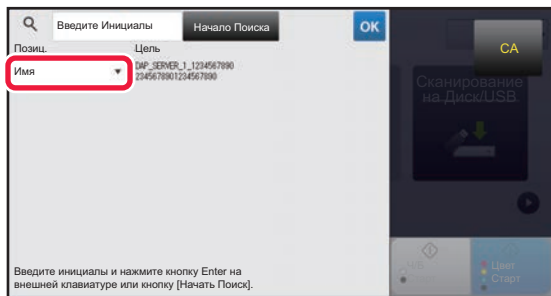 Введите Инициалы
Начало Поиска
OK
CA
Позиц.
Цель
Имя
DAP_SERVER_1_1234567890
2345678901234567890
Сканирование
на Диск/USB
Введите инициалы и нажмите кнопку Enter на
внешней клавиатуре или кнопку [Начать Поиск].
Ч/Б
Старт
Цвет
Старт